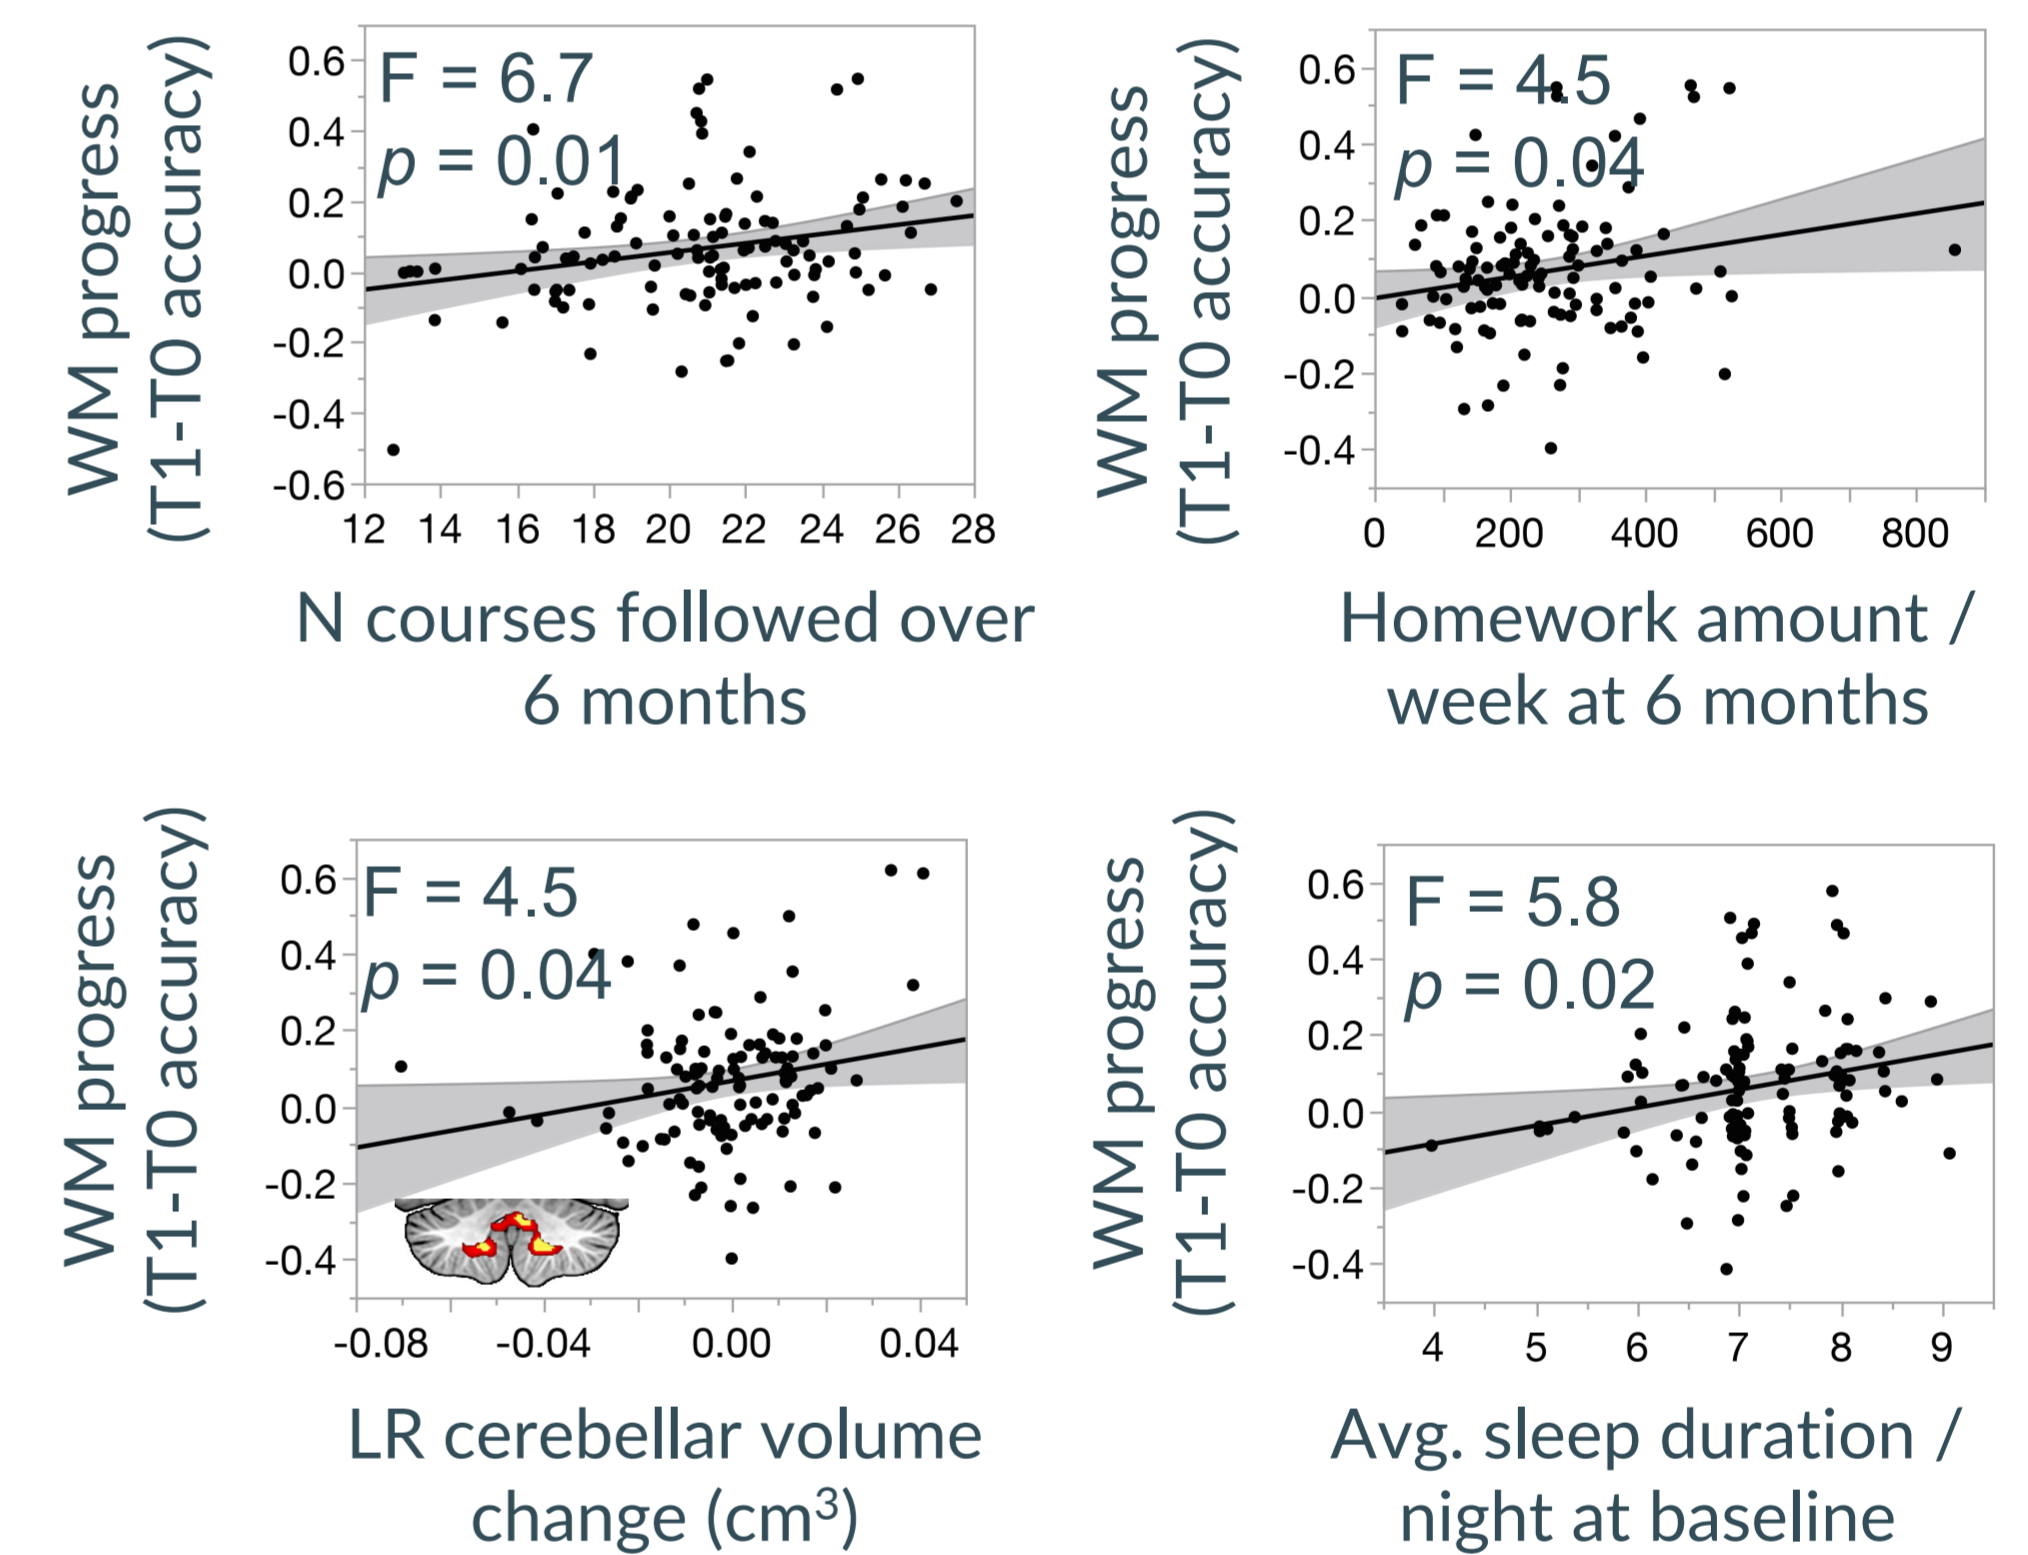 WM progress
(T1-T0 accuracy)
0.6
0.4
0.2
0.0
-0.2
-0.4
-0.6
F = 6.7
p = 0.01
12 14 16 18 20 22 24 26 28
N courses followed over
6 months
WM progress
(T1-T0 accuracy)
0.6
0.4
0.2
0.0
-0.2
-0.4
F = 4.5
p = 0.04
0 200 400 600 800
Homework amount /
week at 6 months
WM progress
(T1-T0 accuracy)
0.6
0.4
0.2
0.0
-0.2
-0.4
F = 4.5
p = 0.04
-0.08 -0.04 0.00 0.04
LR cerebellar volume
change (cm³)
WM progress
(T1-T0 accuracy)
0.6
0.4
0.2
0.0
-0.2
-0.4
F = 5.8
p = 0.02
4 5 6 7 8 9
Avg. sleep duration /
night at baseline